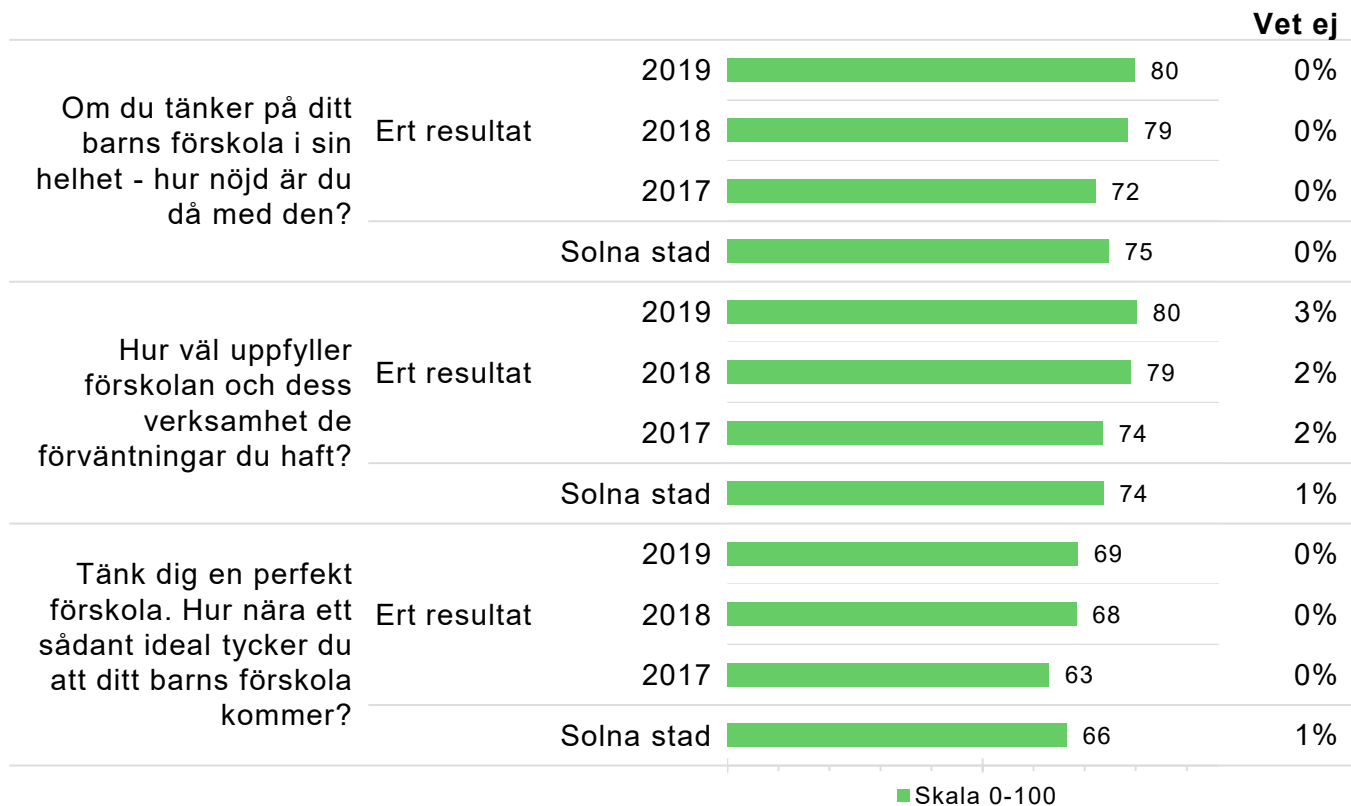 Vet ej
Om du tänker på ditt
barns förskola i sin
helhet - hur nöjd är du
då med den?
Ert resultat
2019 80 0%
2018 79 0%
2017 72 0%
Solna stad 75 0%
Hur väl uppfyller
förskolan och dess
verksamhet de
förväntningar du haft?
Ert resultat
2019 80 3%
2018 79 2%
2017 74 2%
Solna stad 74 1%
Tänk dig en perfekt
förskola. Hur nära ett
sådant ideal tycker du
att ditt barns förskola
kommer?
Ert resultat
2019 69 0%
2018 68 0%
2017 63 0%
Solna stad 66 1%
Skala 0-100